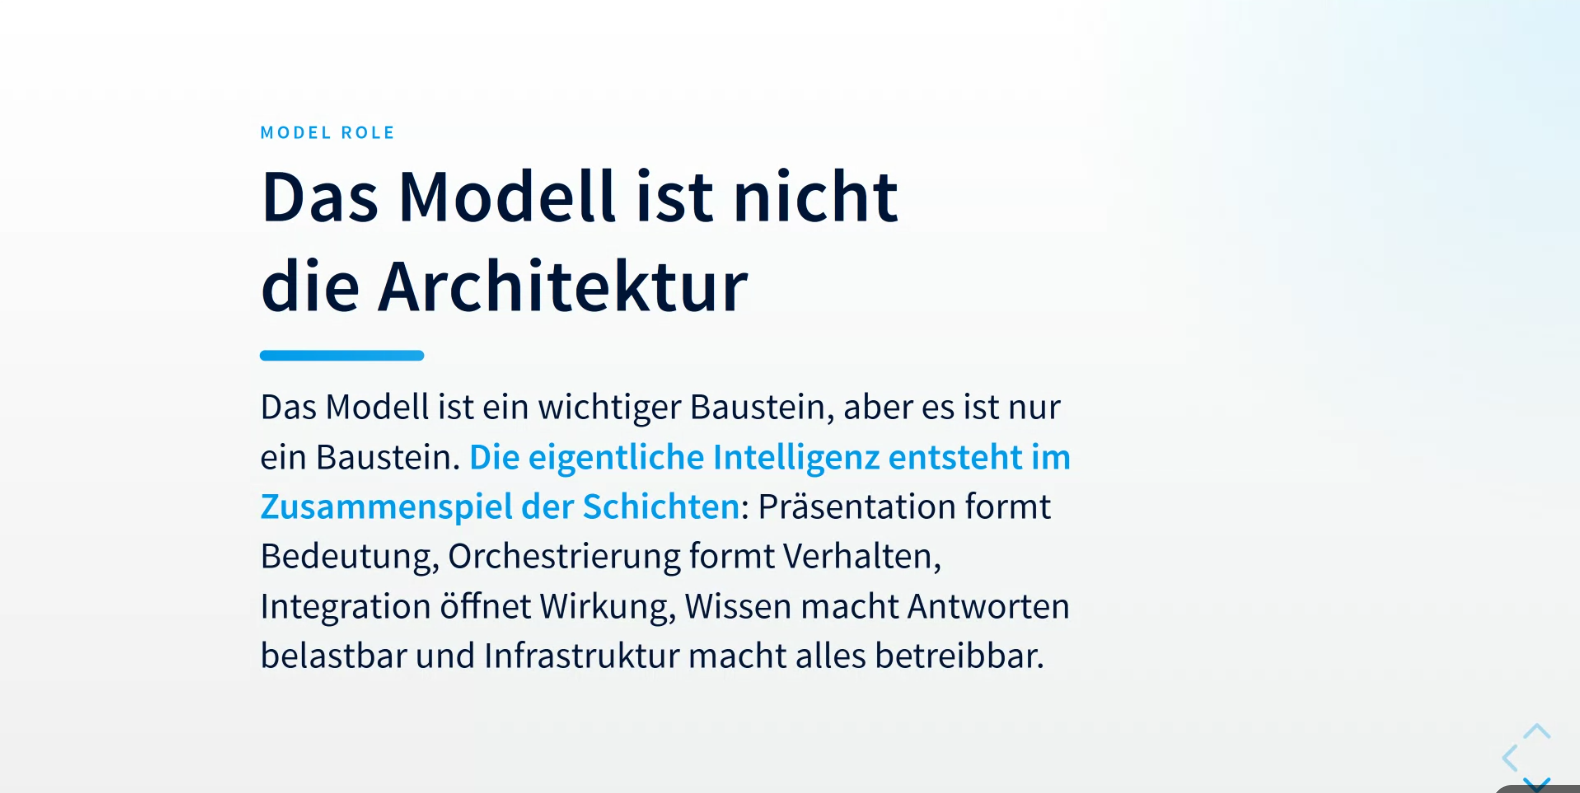 MODEL ROLE
Das Modell ist nicht
die Architektur
Das Modell ist ein wichtiger Baustein, aber es ist nur
ein Baustein. Die eigentliche Intelligenz entsteht im
Zusammenspiel der Schichten: Präsentation formt
Bedeutung, Orchestrierung formt Verhalten,
Integration öffnet Wirkung, Wissen macht Antworten
belastbar und Infrastruktur macht alles betreibbar.